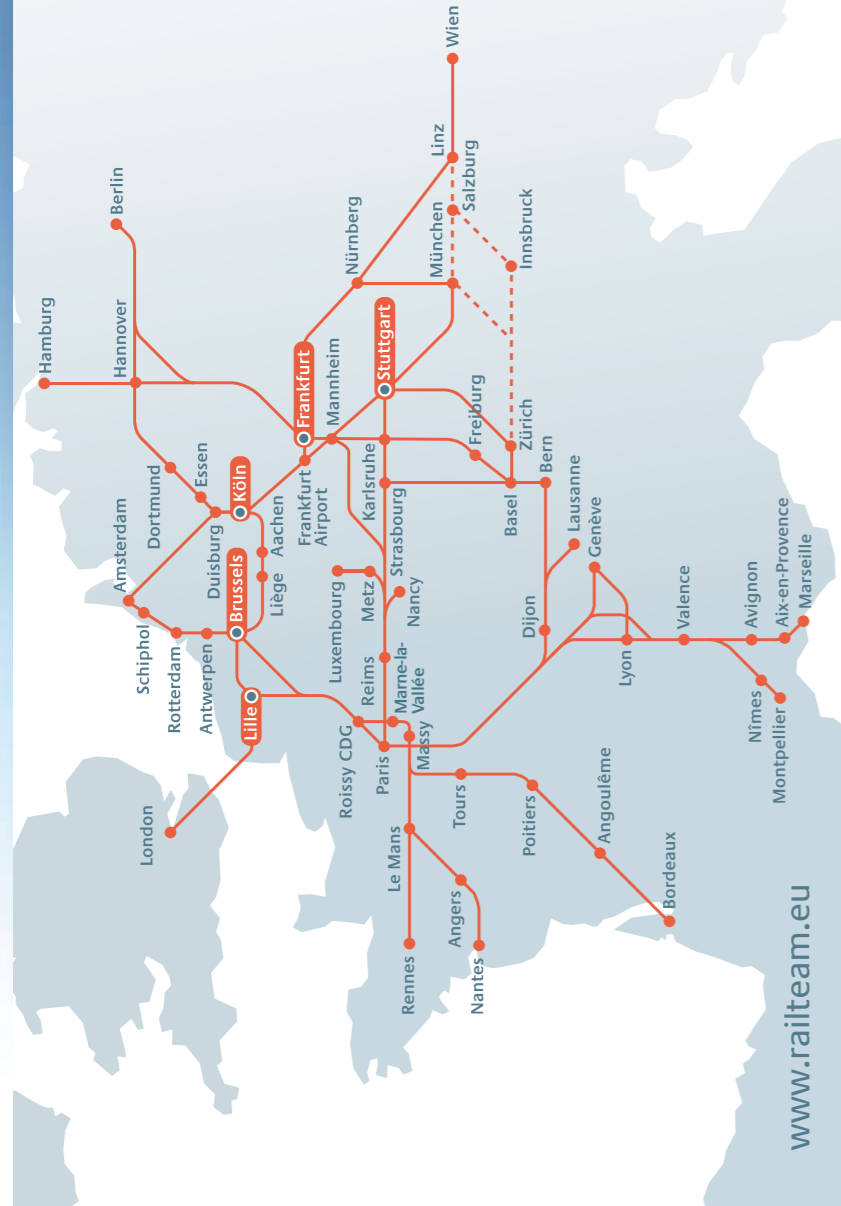 Hamburg
Berlin
Hannover
Amsterdam
Schiphol
Rotterdam
Antwerpen
Dortmund
Essen
Duisburg
Köln
Brussels
Aachen
Liège
Lille
London
Wien
Linz
Salzburg
Nürnberg
München
Innsbruck
Frankfurt
Mannheim
Stuttgart
Frankfurt
Airport
Karlsruhe
Freiburg
Zürich
Basel
Bern
Lausanne
Genève
Luxembourg
Metz
Strasbourg
Nancy
Reims
Marne-la-
Vallée
Massy
Roissy CDG
Paris
Dijon
Lyon
Valence
Avignon
Aix-en-Provence
Marseille
Nîmes
Montpellier
Le Mans
Tours
Poitiers
Angoulême
Bordeaux
Rennes
Angers
Nantes
www.railteam.eu